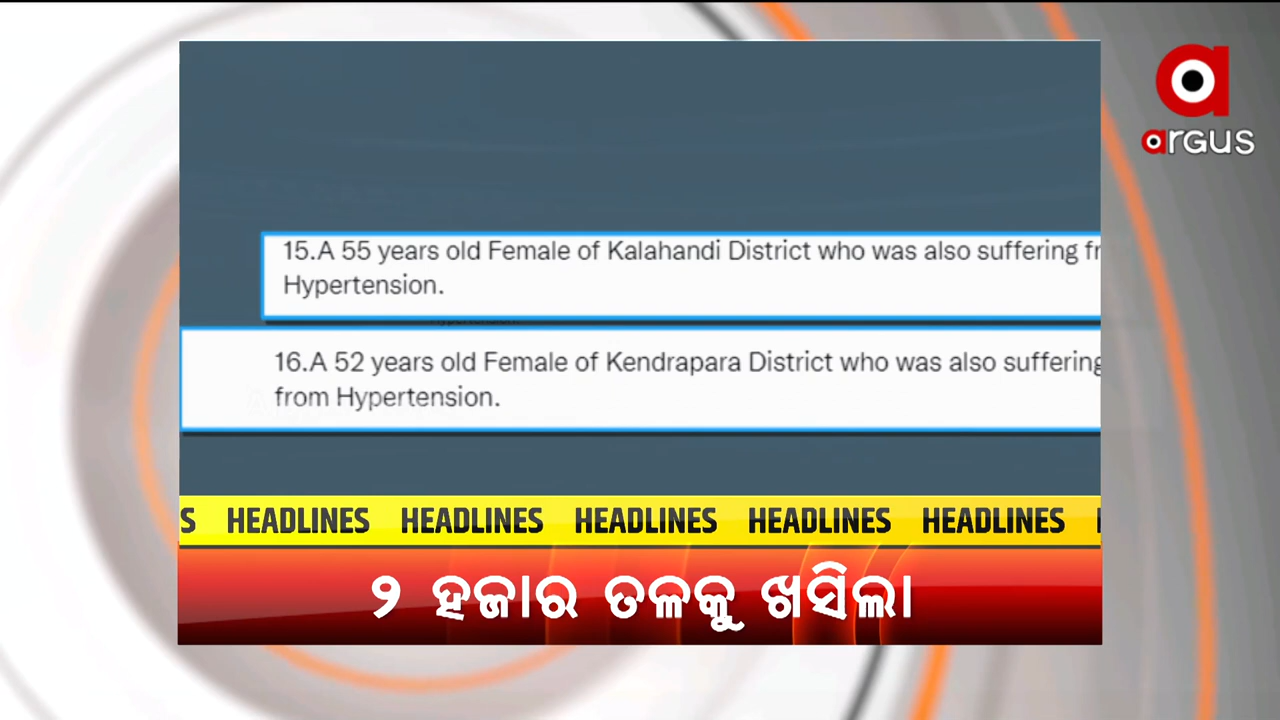 argus
15.A 55 years old Female of Kalahandi District who was also suffering fr
Hypertension.
16.A 52 years old Female of Kendrapara District who was also suffering
from Hypertension.
S HEADLINES HEADLINES HEADLINES HEADLINES HEADLINES
୨ ହଜାର ତଳକୁ ଖସିଲା